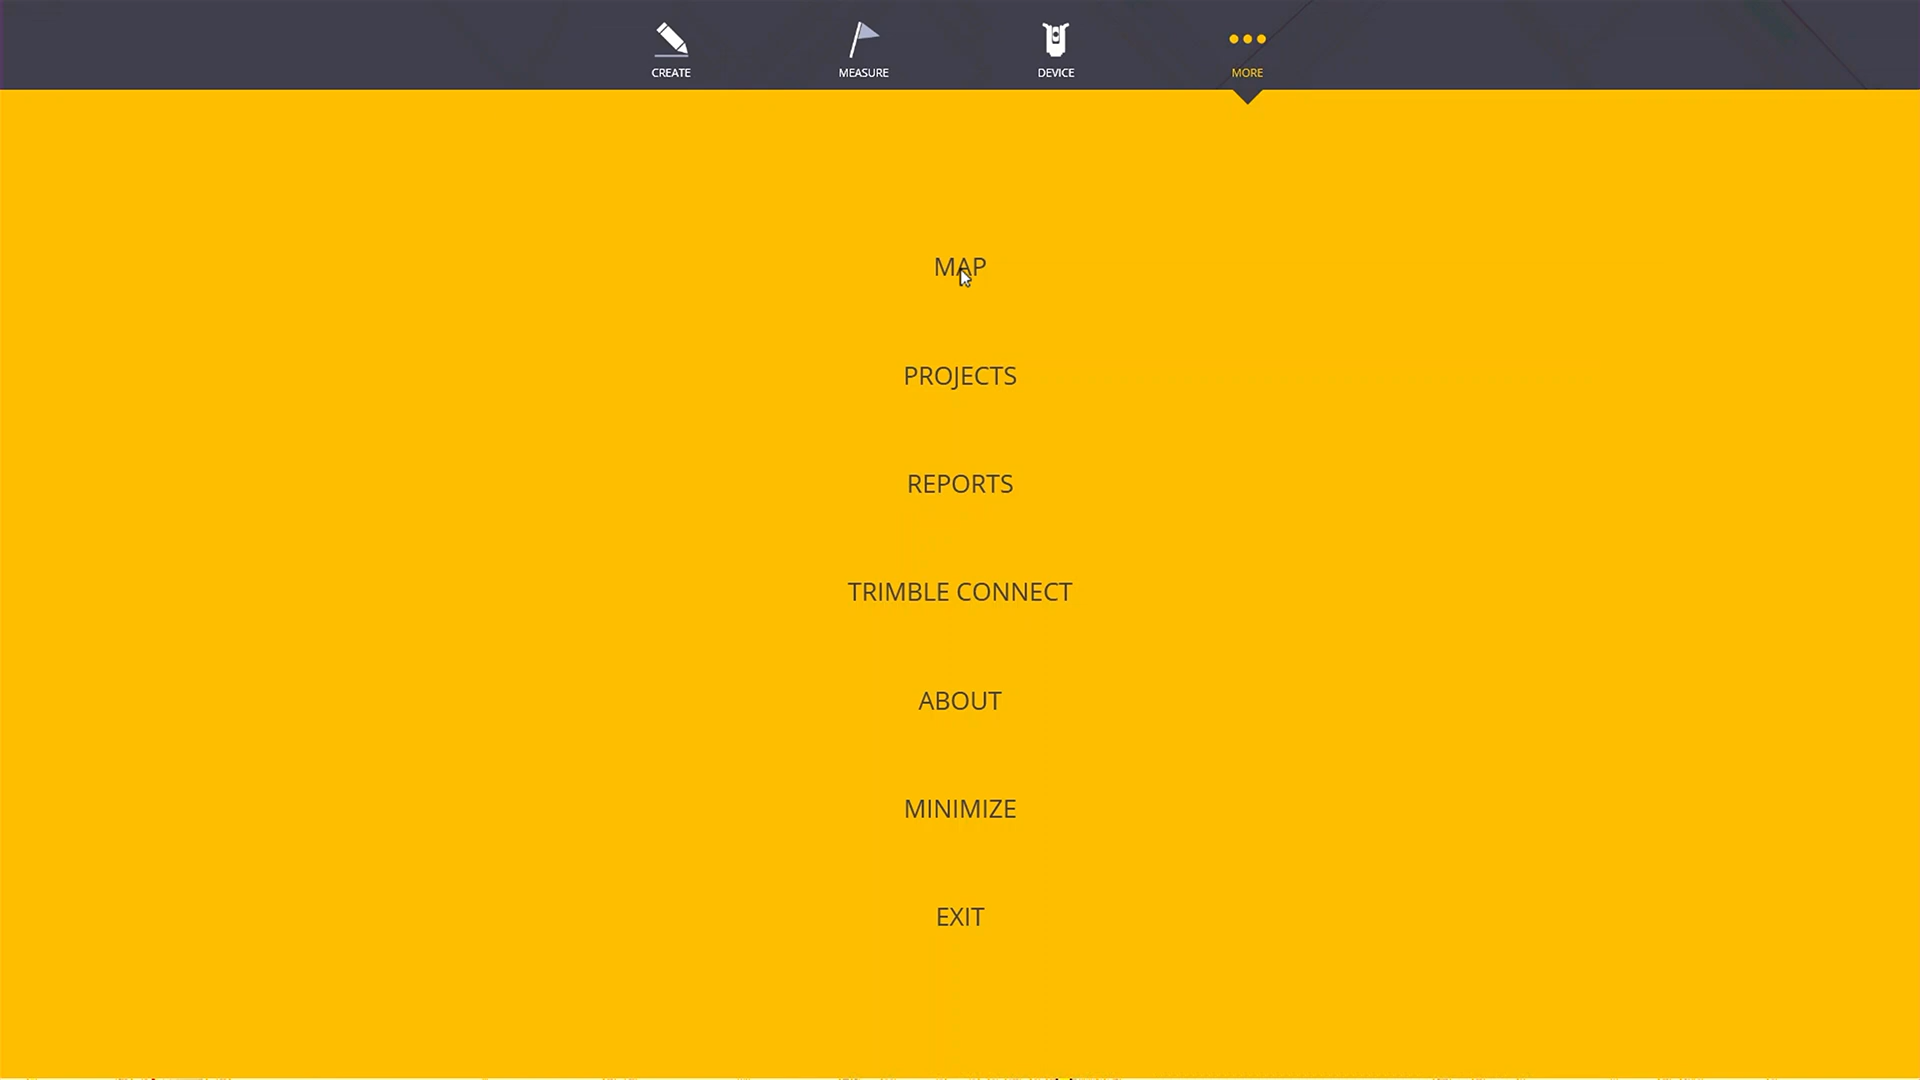 CREATE
MEASURE
DEVICE
MORE
MAP
PROJECTS
REPORTS
TRIMBLE CONNECT
ABOUT
MINIMIZE
EXIT